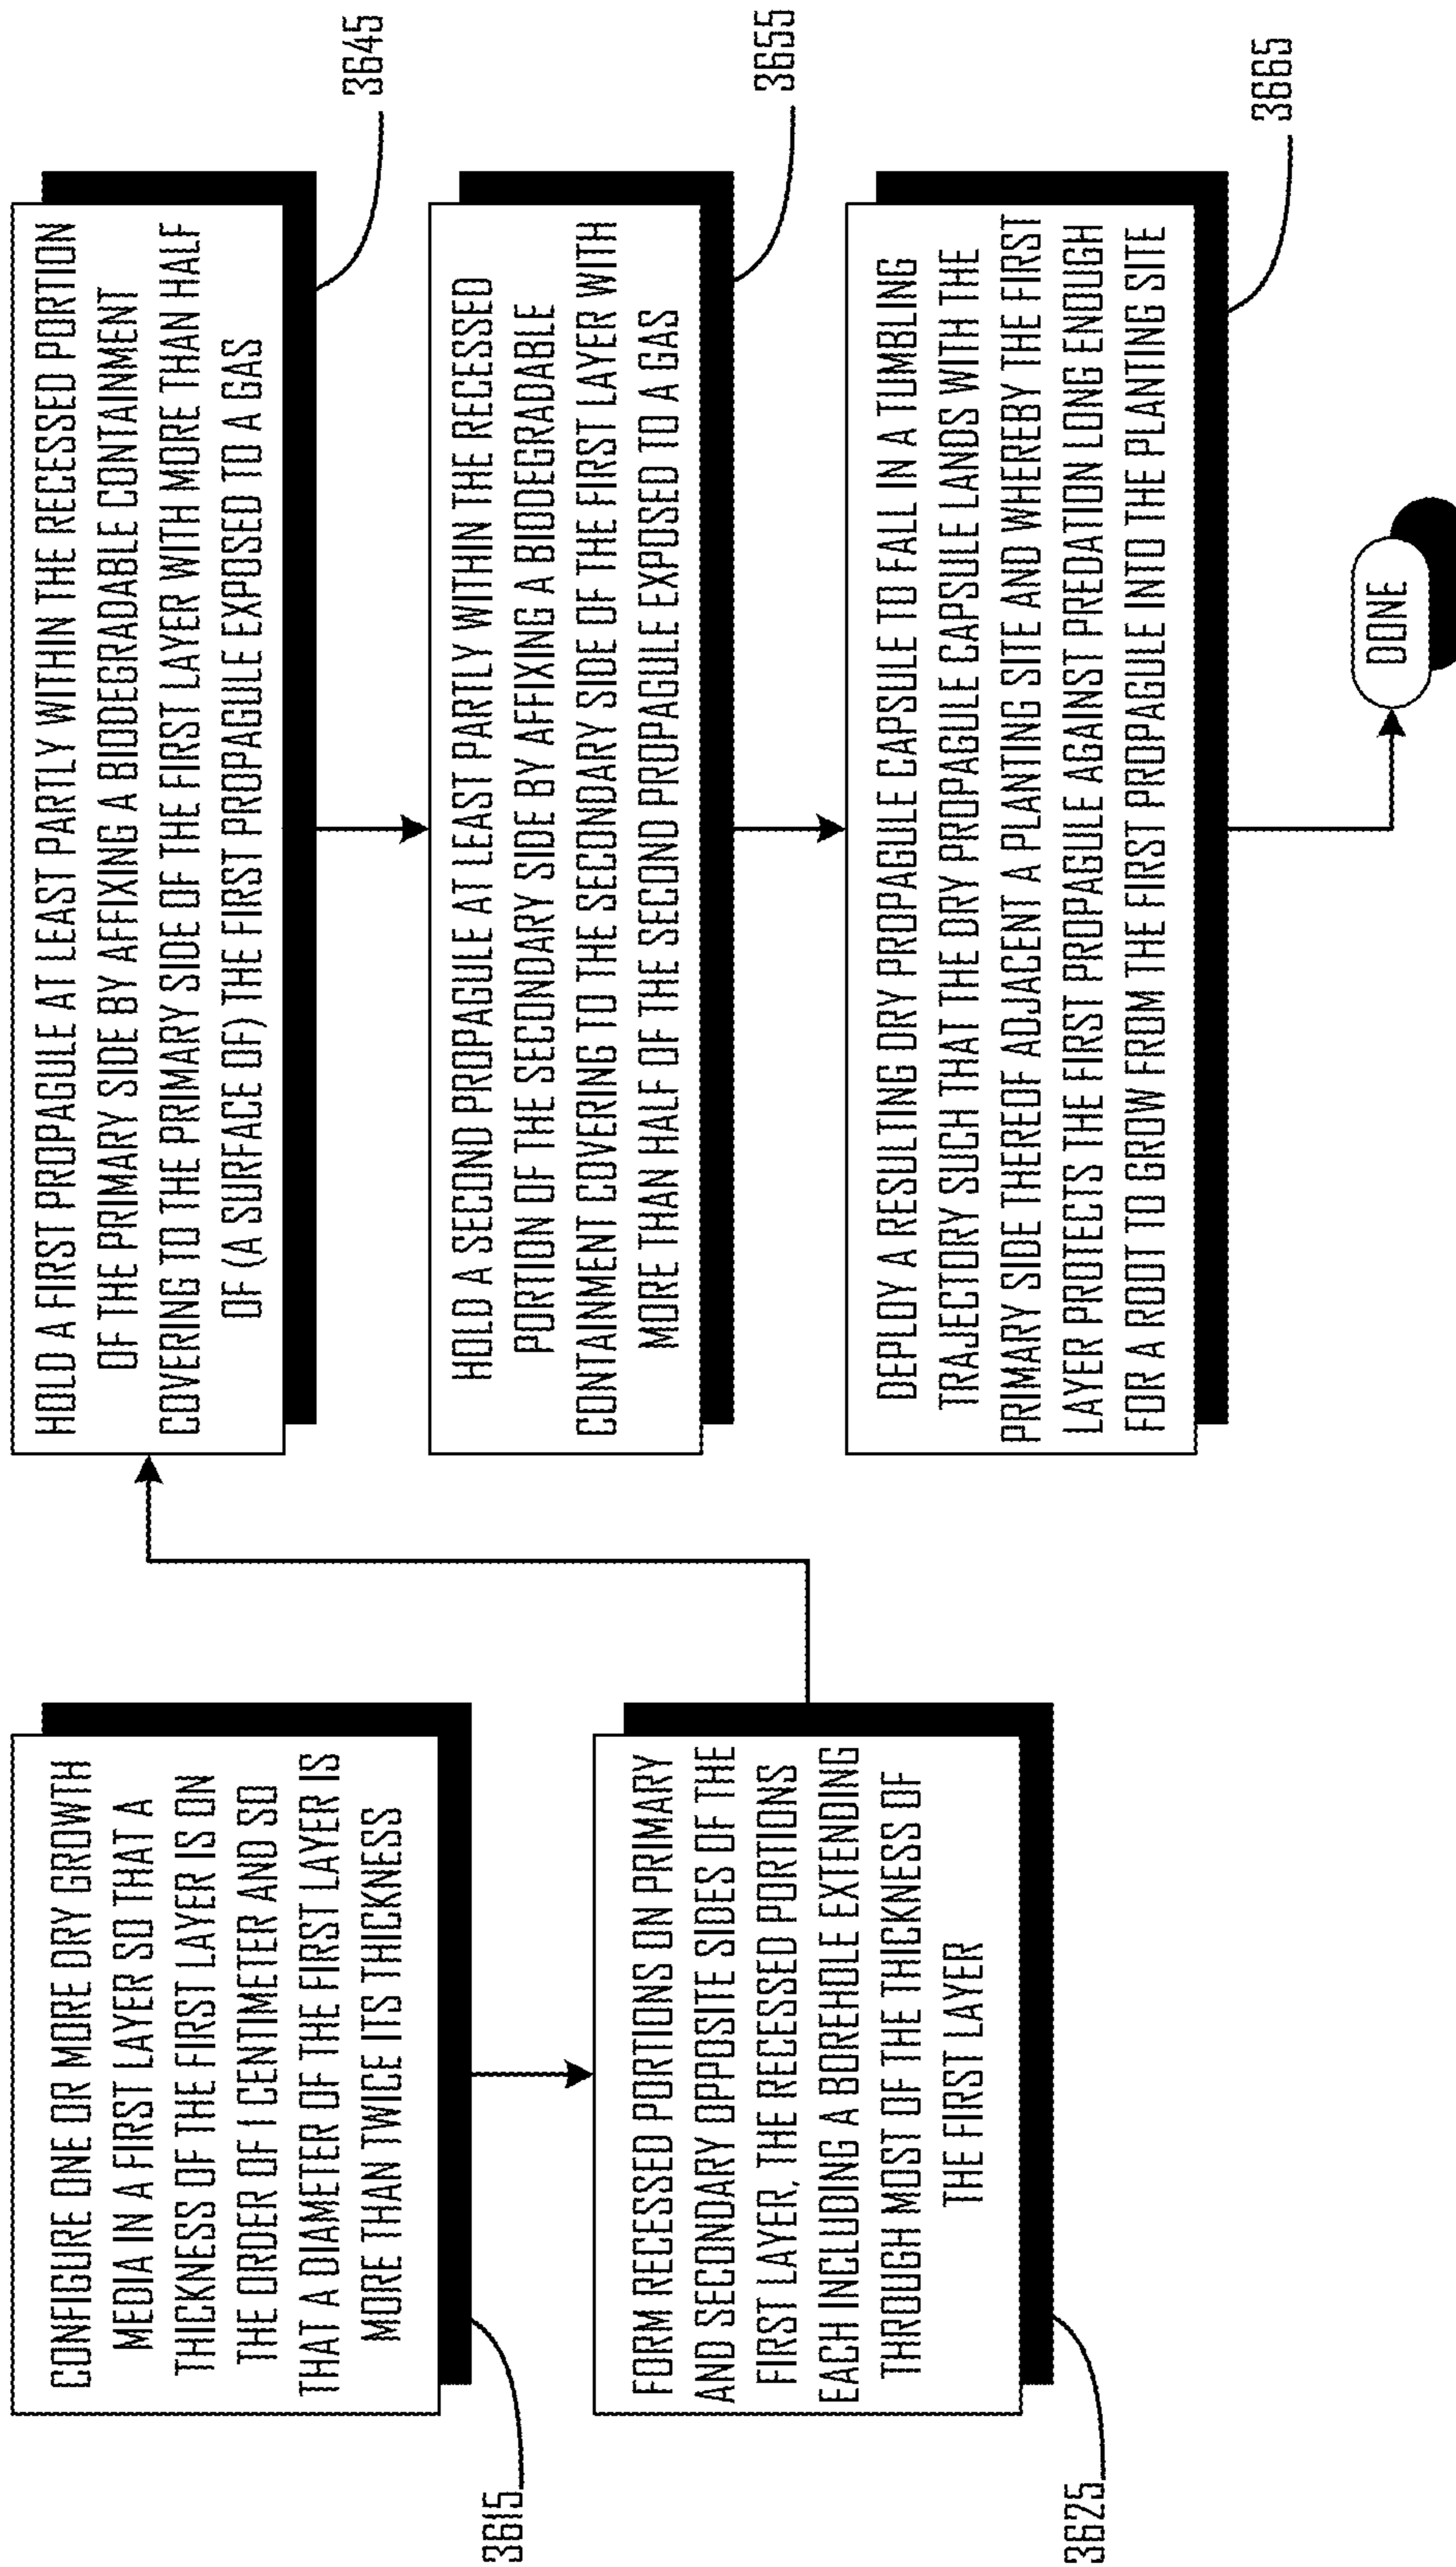 CONFIGURE ONE OR MORE DRY GROWTH
MEDIA IN A FIRST LAYER SO THAT A
THICKNESS OF THE FIRST LAYER IS ON
THE ORDER OF 1 CENTIMETER AND SO
THAT A DIAMETER OF THE FIRST LAYER IS
MORE THAN TWICE ITS THICKNESS
3615
FORM RECESSED PORTIONS ON PRIMARY
AND SECONDARY OPPOSITE SIDES OF THE
FIRST LAYER, THE RECESSED PORTIONS
EACH INCLUDING A BOREHOLE EXTENDING
THROUGH MOST OF THE THICKNESS OF
THE FIRST LAYER
3625
HOLD A FIRST PROPAGULE AT LEAST PARTLY WITHIN THE RECESSED PORTION
OF THE PRIMARY SIDE BY AFFIXING A BIODEGRADABLE CONTAINMENT
COVERING TO THE PRIMARY SIDE OF THE FIRST LAYER WITH MORE THAN HALF
OF (A SURFACE OF) THE FIRST PROPAGULE EXPOSED TO A GAS
3645
HOLD A SECOND PROPAGULE AT LEAST PARTLY WITHIN THE RECESSED
PORTION OF THE SECONDARY SIDE BY AFFIXING A BIODEGRADABLE
CONTAINMENT COVERING TO THE SECONDARY SIDE OF THE FIRST LAYER WITH
MORE THAN HALF OF THE SECOND PROPAGULE EXPOSED TO A GAS
3655
DEPLOY A RESULTING DRY PROPAGULE CAPSULE TO FALL IN A TUMBLING
TRAJECTORY SUCH THAT THE DRY PROPAGULE CAPSULE LANDS WITH THE
PRIMARY SIDE THEREOF ADJACENT A PLANTING SITE AND WHEREBY THE FIRST
LAYER PROTECTS THE FIRST PROPAGULE AGAINST PREDATION LONG ENOUGH
FOR A ROOT TO GROW FROM THE FIRST PROPAGULE INTO THE PLANTING SITE
3665
DONE